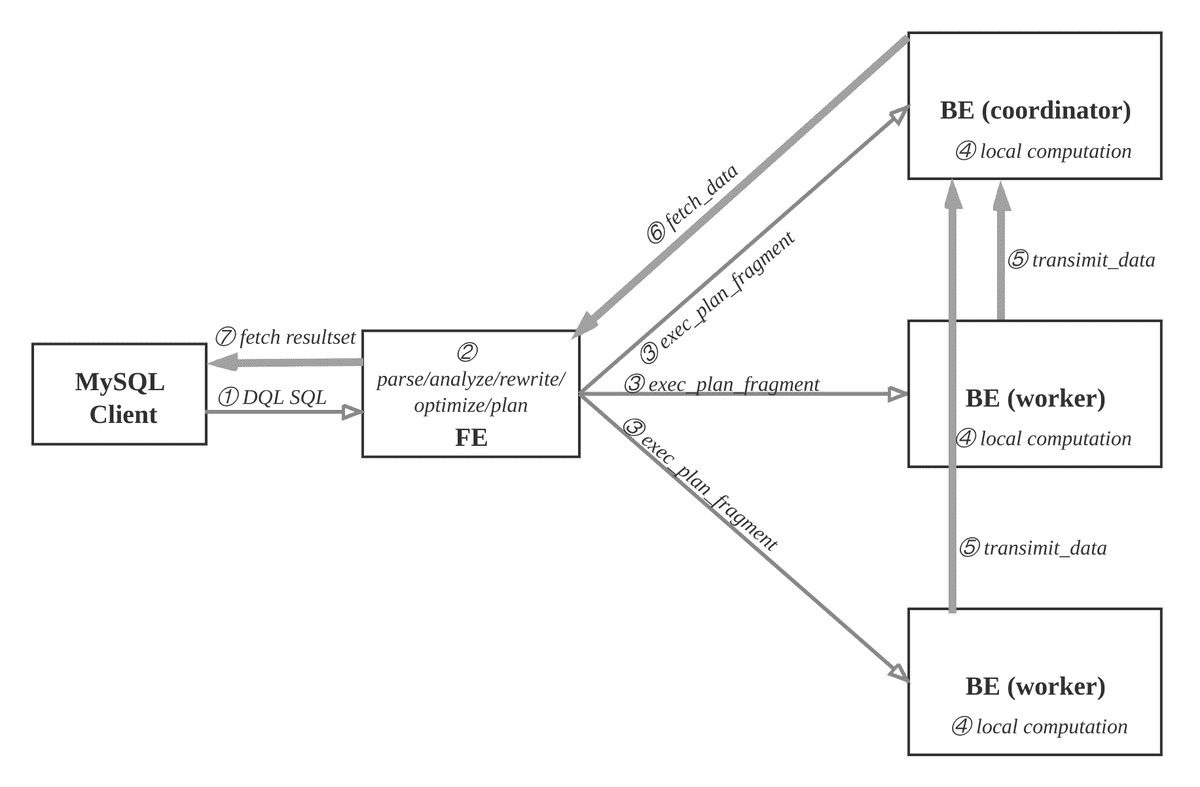 BE (coordinator)
④ local computation
⑥ fetch_data
③ exec_plan_fragment
⑤ transimit_data
⑦ fetch resultset
MySQL
Client
① DQL SQL
②
parse/analyze/rewrite/
optimize/plan
FE
③ exec_plan_fragment
BE (worker)
④ local computation
③ exec_plan_fragment
⑤ transimit_data
BE (worker)
④ local computation